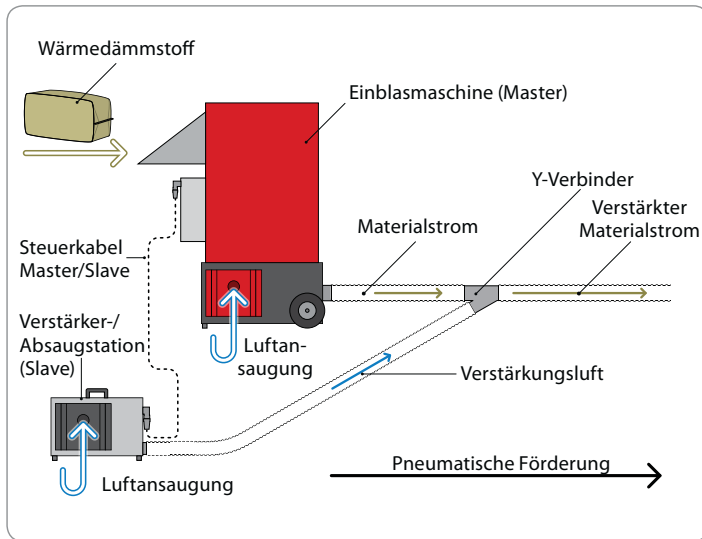 Wärmedämmstoff
Einblasmaschine (Master)
Y-Verbinder
Materialstrom
Verstärkter
Materialstrom
Steuerkabel
Master/Slave
Verstärker-/
Absaugstation
(Slave)
Luftan-
saugung
Verstärkungsluft
Pneumatische Förderung
Luftansaugung